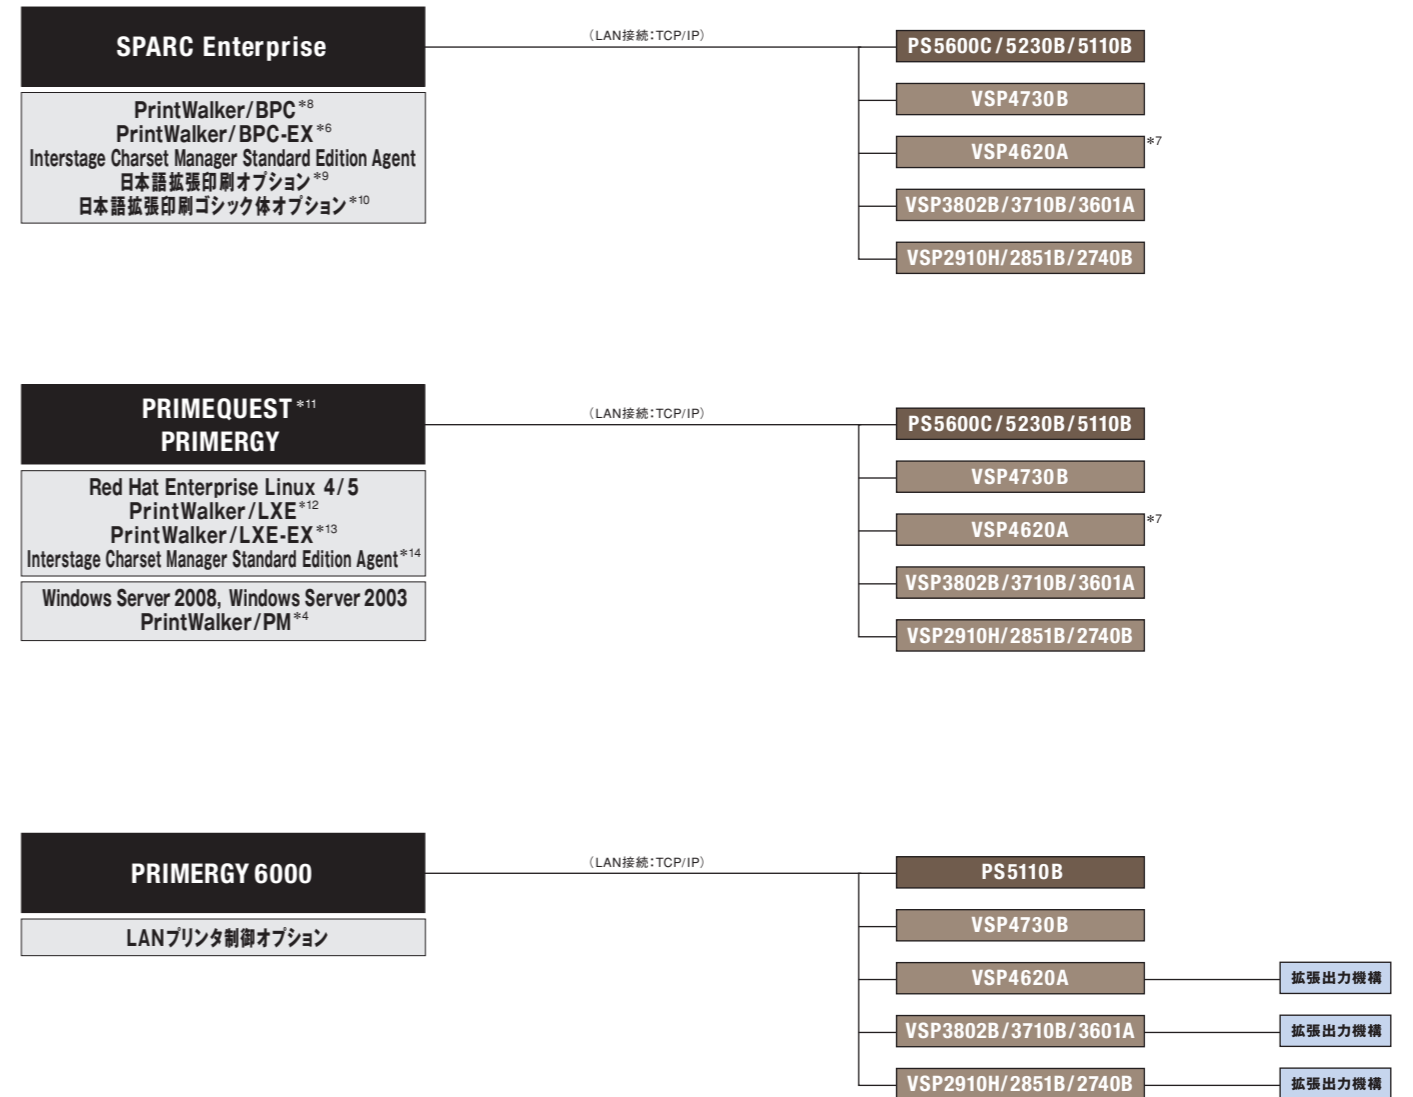 SPARC Enterprise
(LAN接続:TCP/IP)
PrintWalker/BPC*8
PrintWalker/BPC-EX*6
Interstage Charset Manager Standard Edition Agent
日本語拡張印刷オプション*9
日本語拡張印刷ゴシック体オプション*10
PS5600C/5230B/5110B
VSP4730B
VSP4620A *7
VSP3802B/3710B/3601A
VSP2910H/2851B/2740B
PRIMEQUEST*11
PRIMERGY
(LAN接続:TCP/IP)
Red Hat Enterprise Linux 4/5
PrintWalker/LXE*12
PrintWalker/LXE-EX*13
Interstage Charset Manager Standard Edition Agent*14
Windows Server 2008, Windows Server 2003
PrintWalker/PM*4
PS5600C/5230B/5110B
VSP4730B
VSP4620A *7
VSP3802B/3710B/3601A
VSP2910H/2851B/2740B
PRIMERGY 6000
(LAN接続:TCP/IP)
LANプリンタ制御オプション
PS5110B
VSP4730B
VSP4620A 拡張出力機構
VSP3802B/3710B/3601A 拡張出力機構
VSP2910H/2851B/2740B 拡張出力機構